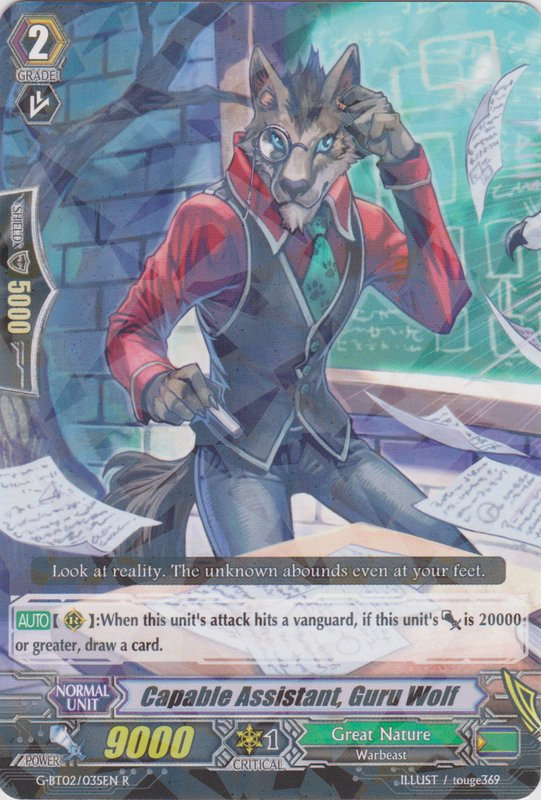 2
GRADE
SHIELD
5000
Look at reality. The unknown abounds even at your feet.
AUTO【 R 】:When this unit's attack hits a vanguard, if this unit's is 20000
or greater, draw a card.
NORMAL
UNIT
Capable Assistant, Guru Wolf
POWER
9000
1
CRITICAL
Great Nature
Warbeast
G-BT02/035EN R
ILLUST / touge369